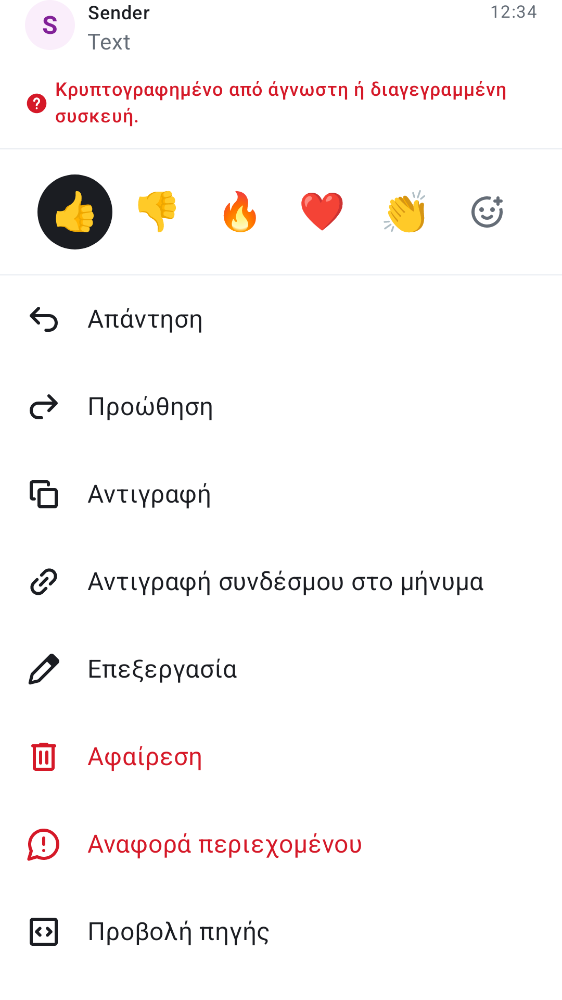 S
Sender
12:34
Text
Κρυπτογραφημένο από άγνωστη ή διαγεγραμμένη
συσκευή.
Απάντηση
Προώθηση
Αντιγραφή
Αντιγραφή συνδέσμου στο μήνυμα
Επεξεργασία
Αφαίρεση
Αναφορά περιεχομένου
Προβολή πηγής